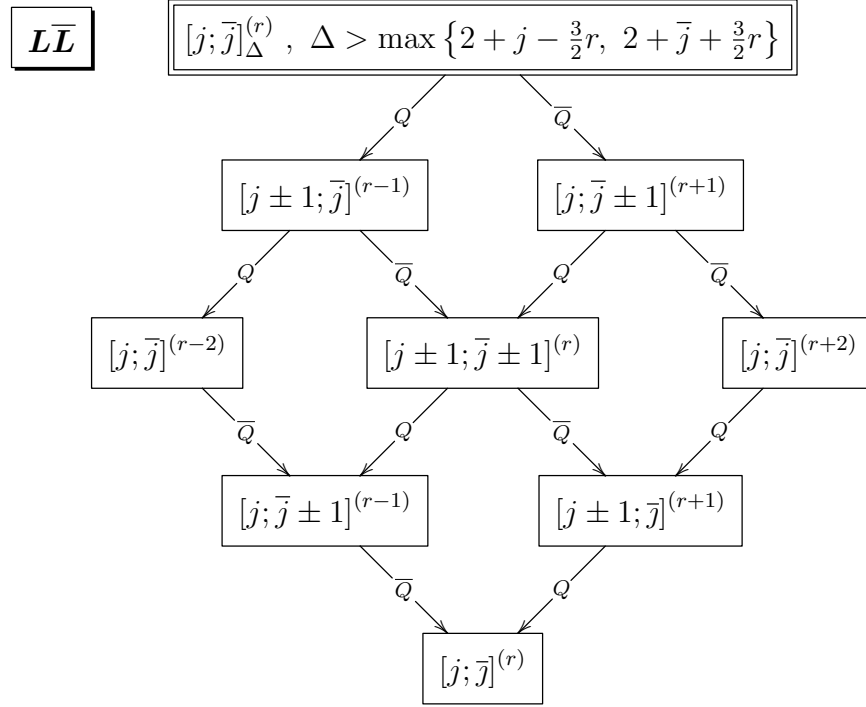 LL̅ [j; j̅]_Δ^(r) , Δ > max {2 + j − 3/2 r, 2 + j̅ + 3/2 r}
Q Q̅
[j ± 1; j̅]^(r−1) [j; j̅ ± 1]^(r+1)
Q Q̅ Q Q̅
[j; j̅]^(r−2) [j ± 1; j̅ ± 1]^(r) [j; j̅]^(r+2)
Q̅ Q Q̅ Q
[j; j̅ ± 1]^(r−1) [j ± 1; j̅]^(r+1)
Q̅ Q
[j; j̅]^(r)